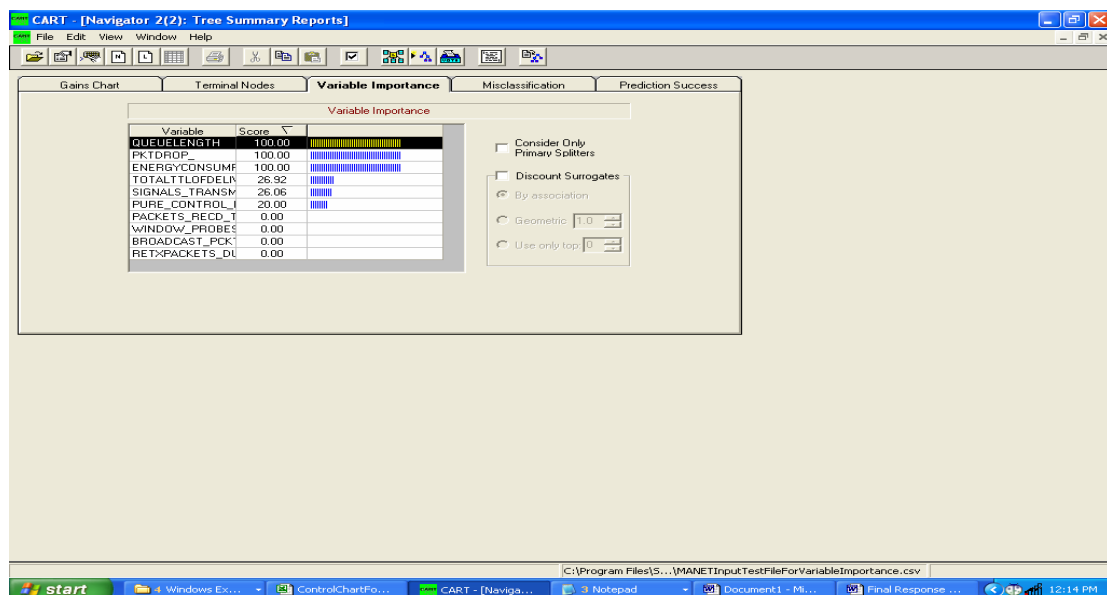 CART - [Navigator 2(2): Tree Summary Reports]
File Edit View Window Help
Gains Chart Terminal Nodes Variable Importance Misclassification Prediction Success
Variable Importance
Variable Score
QUEUELENGTH 100.00
PKTDROP_ 100.00
ENERGYCONSUMP 100.00
TOTALTTLOFDELIV 26.92
SIGNALS_TRANSM 26.06
PURE_CONTROL_ 20.00
PACKETS_RECD_T 0.00
WINDOW_PROBES 0.00
BROADCAST_PCKT 0.00
RETXPACKETS_DU 0.00
Consider Only
Primary Splitters
Discount Surrogates
By association
Geometric 1.0
Use only top: 0
C:\Program Files\S...\MANETInputTestFileForVariableImportance.csv
start 4 Windows Ex... ControlChartFo... CART - [Naviga... 3 Notepad Document1 - Mi... Final Response ... 12:14 PM